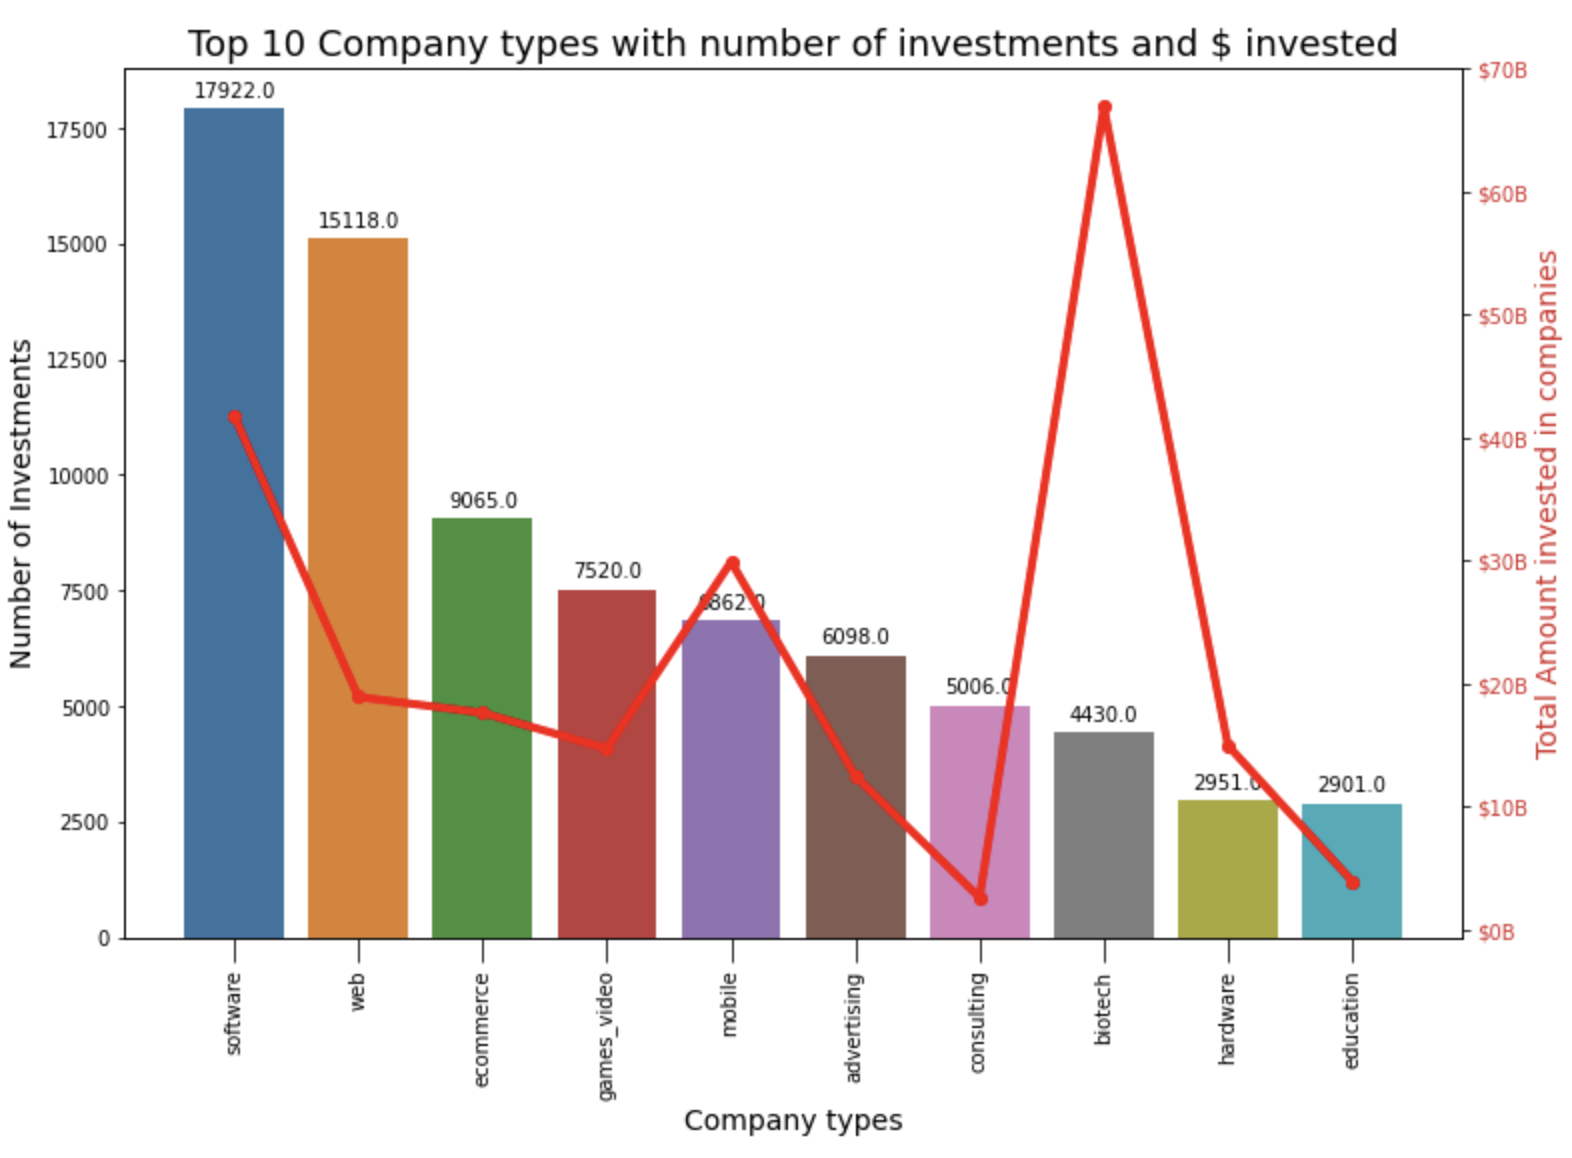 Top 10 Company types with number of investments and $ invested
17922.0
15118.0
9065.0
7520.0
6862.0
6098.0
5006.0
4430.0
2951.0
2901.0
17500
15000
12500
10000
7500
5000
2500
0
Number of Investments
$70B
$60B
$50B
$40B
$30B
$20B
$10B
$0B
Total Amount invested in companies
software
web
ecommerce
games_video
mobile
advertising
consulting
biotech
hardware
education
Company types